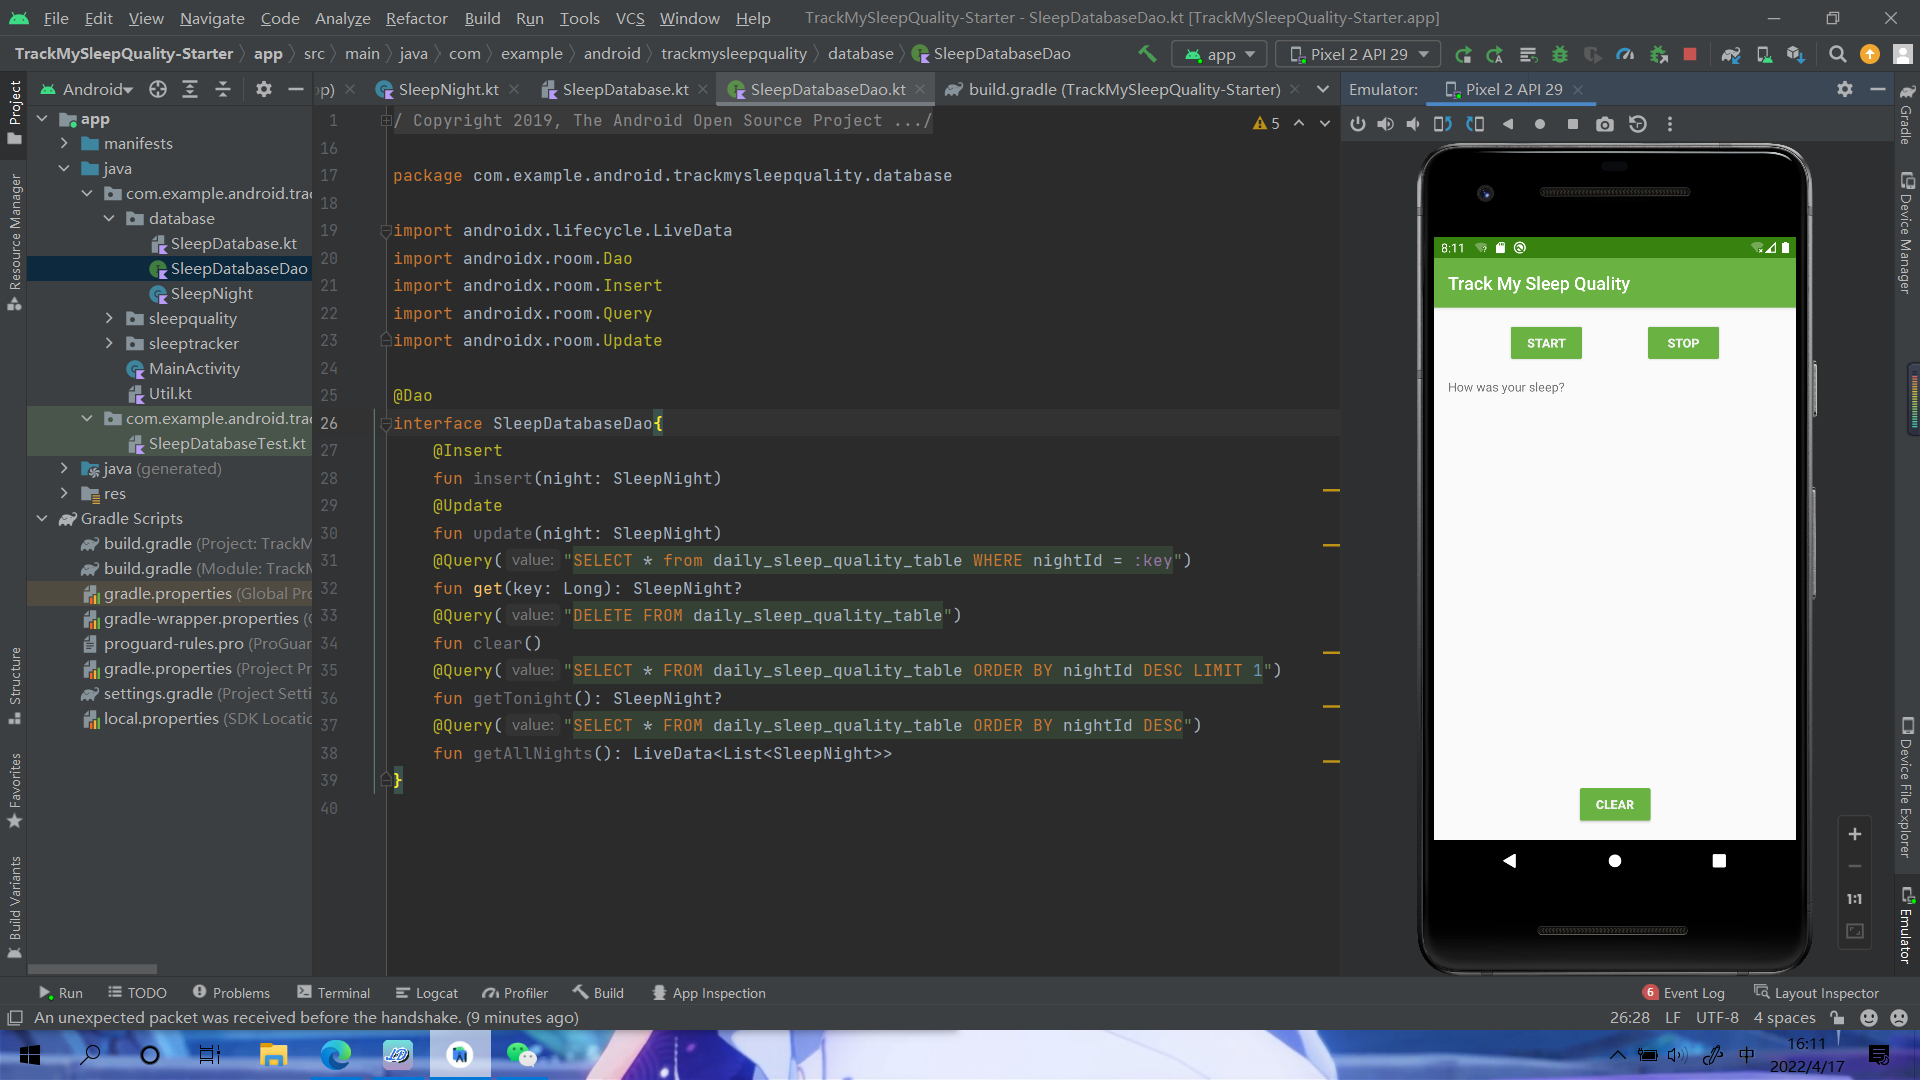 File Edit View Navigate Code Analyze Refactor Build Run Tools VCS Window Help TrackMySleepQuality-Starter - SleepDatabaseDao.kt [TrackMySleepQuality-Starter.app]
TrackMySleepQuality-Starter app src main java com example android trackmysleepquality database SleepDatabaseDao app Pixel 2 API 29
Android op) SleepNight.kt SleepDatabase.kt SleepDatabaseDao.kt build.gradle (TrackMySleepQuality-Starter) Emulator: Pixel 2 API 29
Project
Resource Manager
Structure
Favorites
Build Variants
app
manifests
java
com.example.android.trac
database
SleepDatabase.kt
SleepDatabaseDao
SleepNight
sleepquality
sleeptracker
MainActivity
Util.kt
com.example.android.trac
SleepDatabaseTest.kt
java (generated)
res
Gradle Scripts
build.gradle (Project: TrackM
build.gradle (Module: TrackM
gradle.properties (Global Pro
gradle-wrapper.properties (G
proguard-rules.pro (ProGuar
gradle.properties (Project Pr
settings.gradle (Project Setti
local.properties (SDK Locatio
1 / Copyright 2019, The Android Open Source Project .../ 5
16
17 package com.example.android.trackmysleepquality.database
18
19 import androidx.lifecycle.LiveData
20 import androidx.room.Dao
21 import androidx.room.Insert
22 import androidx.room.Query
23 import androidx.room.Update
24
25 @Dao
26 interface SleepDatabaseDao{
27 @Insert
28 fun insert(night: SleepNight)
29 @Update
30 fun update(night: SleepNight)
31 @Query( value: "SELECT * from daily_sleep_quality_table WHERE nightId = :key")
32 fun get(key: Long): SleepNight?
33 @Query( value: "DELETE FROM daily_sleep_quality_table")
34 fun clear()
35 @Query( value: "SELECT * FROM daily_sleep_quality_table ORDER BY nightId DESC LIMIT 1")
36 fun getTonight(): SleepNight?
37 @Query( value: "SELECT * FROM daily_sleep_quality_table ORDER BY nightId DESC")
38 fun getAllNights(): LiveData<List<SleepNight>>
39 }
40
8:11
Track My Sleep Quality
START STOP
How was your sleep?
CLEAR
1:1
Gradle
Device Manager
Device File Explorer
Emulator
Run TODO Problems Terminal Logcat Profiler Build App Inspection 6 Event Log Layout Inspector
An unexpected packet was received before the handshake. (9 minutes ago) 26:28 LF UTF-8 4 spaces
中 16:11
2022/4/17